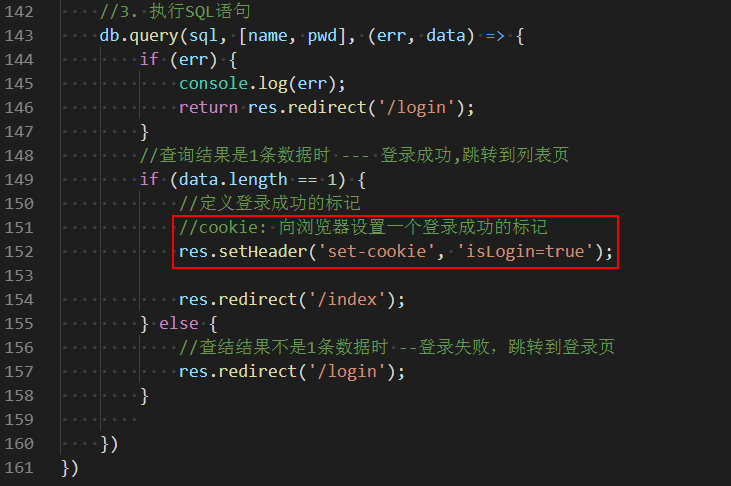 142 //3. 执行SQL语句
143 db.query(sql, [name, pwd], (err, data) => {
144 if (err) {
145 console.log(err);
146 return res.redirect('/login');
147 }
148 //查询结果是1条数据时 --- 登录成功,跳转到列表页
149 if (data.length == 1) {
150 //定义登录成功的标记
151 //cookie: 向浏览器设置一个登录成功的标记
152 res.setHeader('set-cookie', 'isLogin=true');
153
154 res.redirect('/index');
155 } else {
156 //查结结果不是1条数据时 --登录失败，跳转到登录页
157 res.redirect('/login');
158 }
159
160 })
161 })